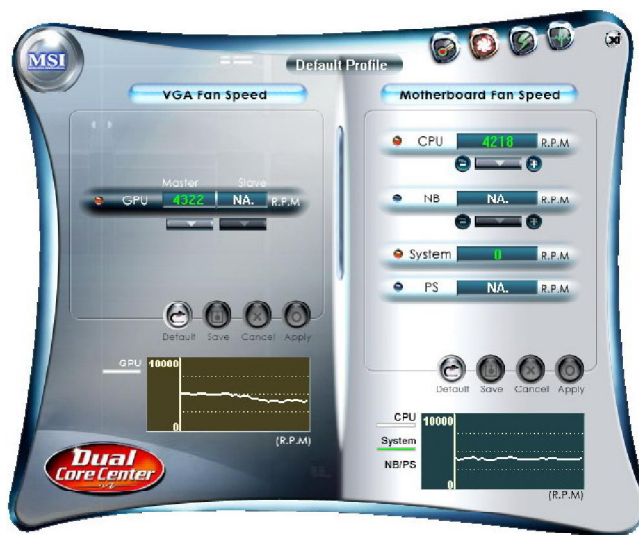 MSI
Default Profile
VGA Fan Speed
Master Slave
GPU 4322 NA. R.P.M
Default Save Cancel Apply
GPU
10000
0
(R.P.M)
Dual
Core Center
Motherboard Fan Speed
CPU 4218 R.P.M
NB NA. R.P.M
System 0 R.P.M
PS NA. R.P.M
Default Save Cancel Apply
CPU
System
NB/PS
10000
0
(R.P.M)